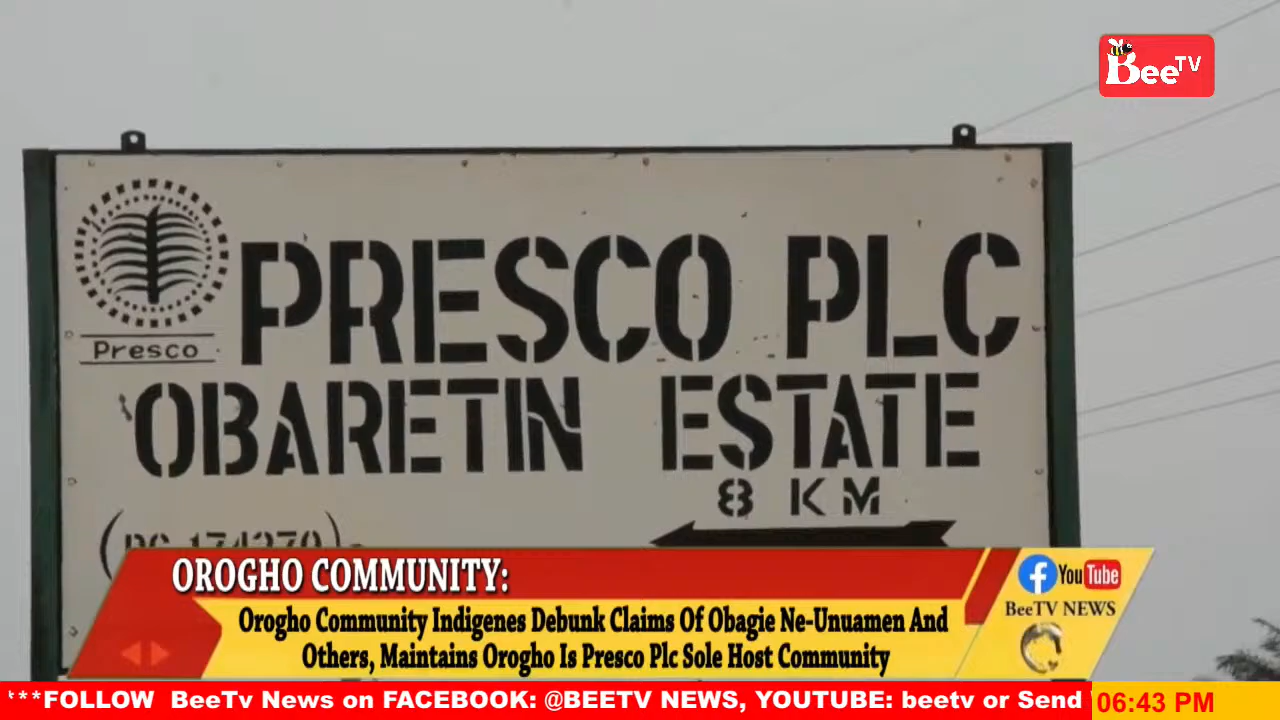 BeeTV
PRESCO PLC
Presco
OBARETIN ESTATE
8 KM
OROGHO COMMUNITY:
Orogho Community Indigenes Debunk Claims Of Obagie Ne-Unuamen And
Others, Maintains Orogho Is Presco Plc Sole Host Community
YouTube
BeeTV NEWS
***FOLLOW BeeTv News on FACEBOOK: @BEETV NEWS, YOUTUBE: beetv or Send
06:43 PM